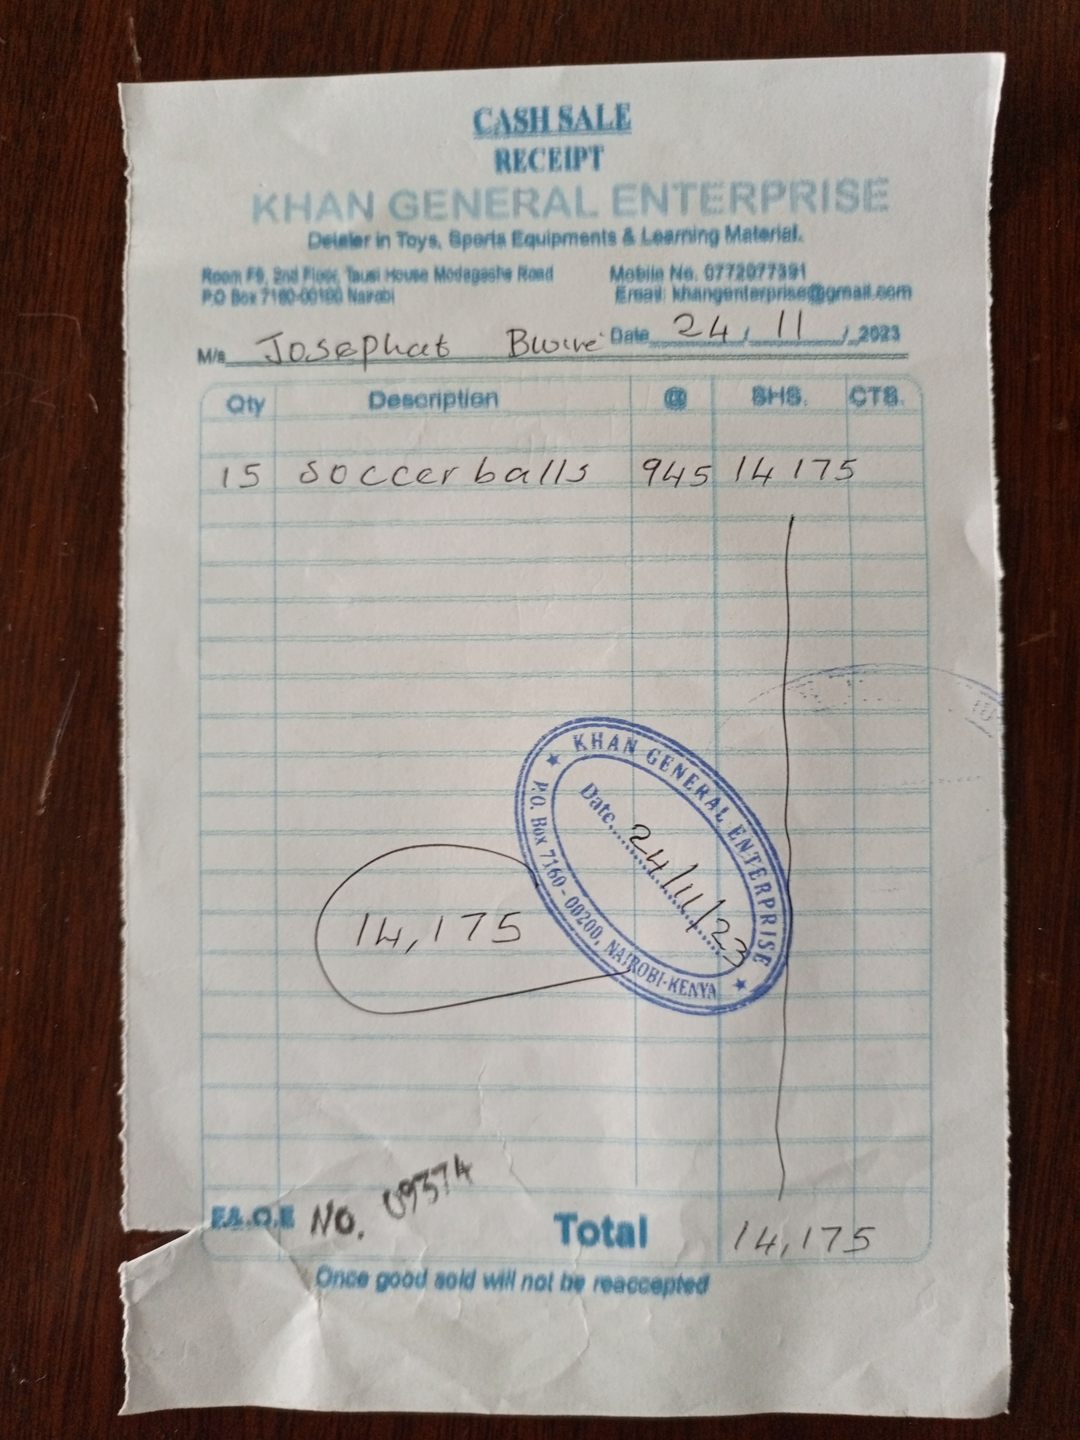 CASH SALE
RECEIPT
KHAN GENERAL ENTERPRISE
Delaler in Toys, Sports Equipments & Learning Material.
Room F9, 2nd Floor, Tausi House Modagashe Road
P.O Box 7160-00100 Nairobi
Mobile No. 0772077391
Email: khangenterprise@gmail.com
M/s Josephat Bwire Date 24 / 11 / 2023
Qty Description @ SHS. CTS.
15 soccer balls 945 14 175
KHAN GENERAL ENTERPRISE
Date 24/11/23
P.O. Box 7160 - 00200, NAIROBI-KENYA
14,175
E&.O.E No. 09374 Total 14,175
Once good sold will not be reaccepted